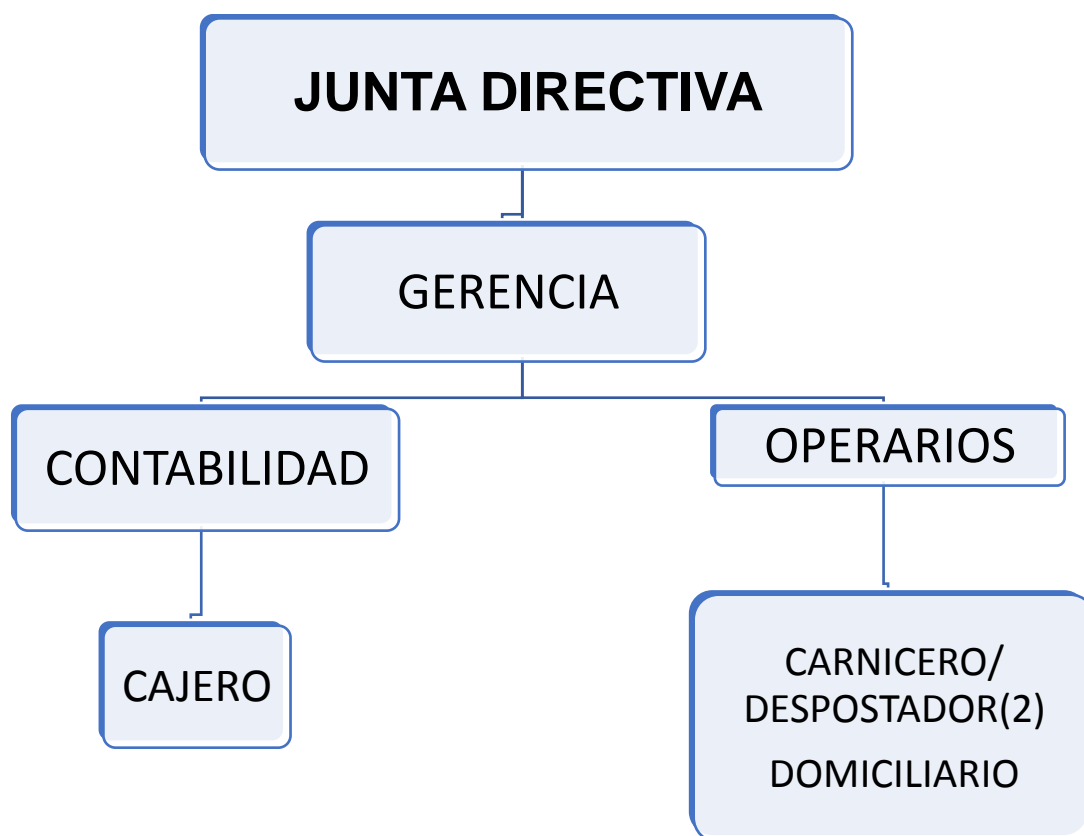 JUNTA DIRECTIVA
GERENCIA
CONTABILIDAD
OPERARIOS
CAJERO
CARNICERO/
DESPOSTADOR(2)
DOMICILIARIO